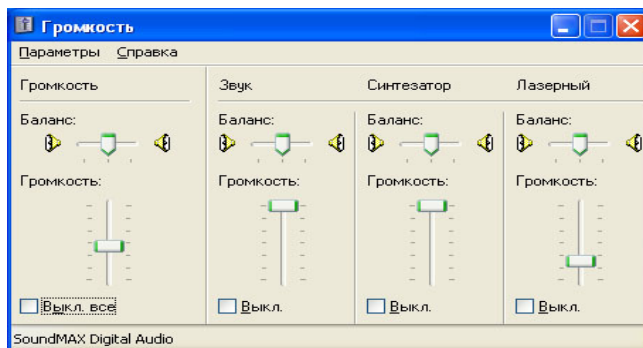 Громкость
Параметры Справка
Громкость Звук Синтезатор Лазерный
Баланс: Баланс: Баланс: Баланс:
Громкость: Громкость: Громкость: Громкость:
Выкл. все Выкл. Выкл. Выкл.
SoundMAX Digital Audio